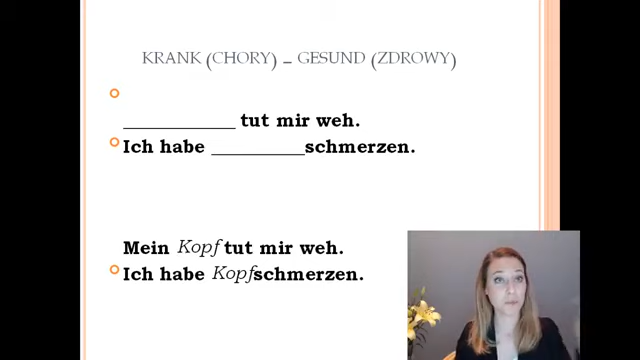 KRANK (CHORY) – GESUND (ZDROWY)
____________ tut mir weh.
Ich habe __________schmerzen.
Mein Kopf tut mir weh.
Ich habe Kopfschmerzen.